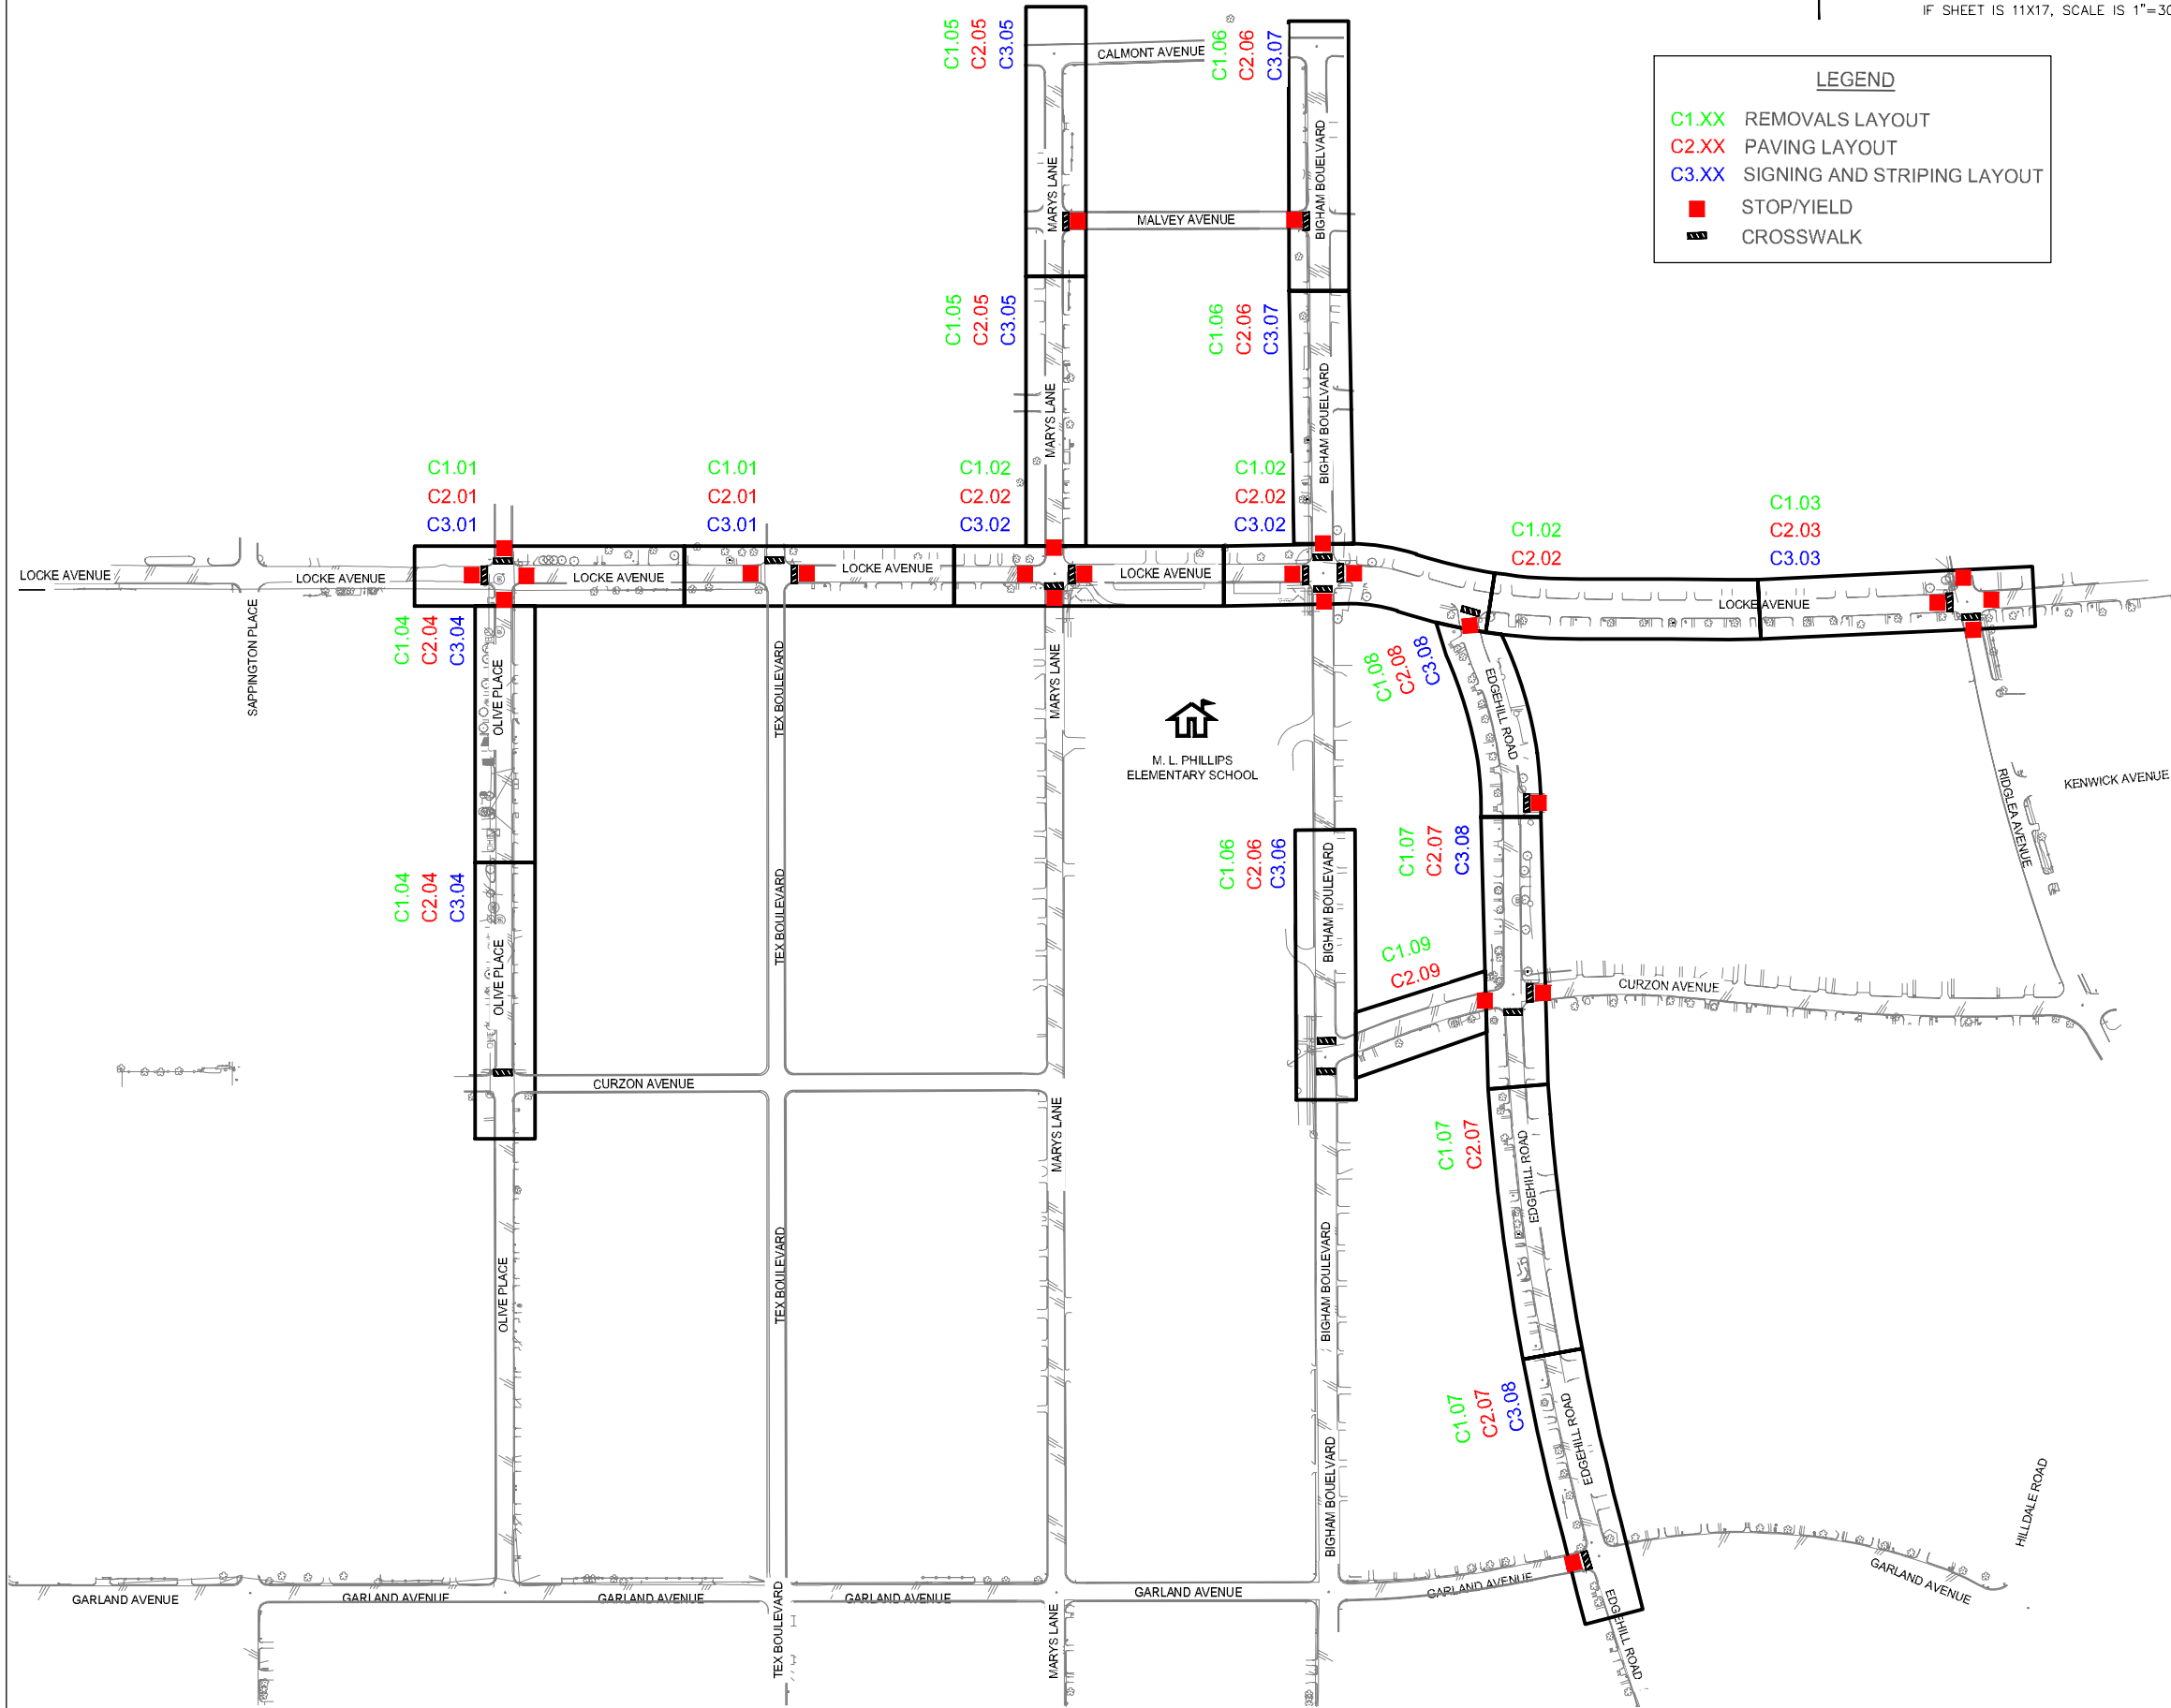 IF SHEET IS 11X17, SCALE IS 1"=30
LEGEND
C1.XX REMOVALS LAYOUT
C2.XX PAVING LAYOUT
C3.XX SIGNING AND STRIPING LAYOUT
STOP/YIELD
CROSSWALK
C1.05
C2.05
C3.05
CALMONT AVENUE
C1.06
C2.06
C3.07
MARYS LANE
MALVEY AVENUE
BIGHAM BOUELVARD
C1.05
C2.05
C3.05
MARYS LANE
C1.06
C2.06
C3.07
BIGHAM BOUELVARD
C1.01
C2.01
C3.01
C1.01
C2.01
C3.01
C1.02
C2.02
C3.02
C1.02
C2.02
C3.02
C1.02
C2.02
C1.03
C2.03
C3.03
LOCKE AVENUE
LOCKE AVENUE
LOCKE AVENUE
LOCKE AVENUE
LOCKE AVENUE
LOCKE AVENUE
SAPPINGTON PLACE
C1.04
C2.04
C3.04
OLIVE PLACE
TEX BOULEVARD
MARYS LANE
M. L. PHILLIPS
ELEMENTARY SCHOOL
C1.08
C2.08
C3.08
EDGEHILL ROAD
RIDGLEA AVENUE
KENWICK AVENUE
C1.04
C2.04
C3.04
OLIVE PLACE
TEX BOULEVARD
C1.06
C2.06
C3.06
BIGHAM BOULEVARD
C1.07
C2.07
C3.08
C1.09
C2.09
CURZON AVENUE
CURZON AVENUE
MARYS LANE
C1.07
C2.07
EDGEHILL ROAD
OLIVE PLACE
TEX BOULEVARD
BIGHAM BOULEVARD
C1.07
C2.07
C3.08
EDGEHILL ROAD
BIGHAM BOUELVARD
HILLDALE ROAD
GARLAND AVENUE
GARLAND AVENUE
GARLAND AVENUE
GARLAND AVENUE
GARLAND AVENUE
GARLAND AVENUE
GARLAND AVENUE
TEX BOULEVARD
MARYS LANE
EDGEHILL ROAD